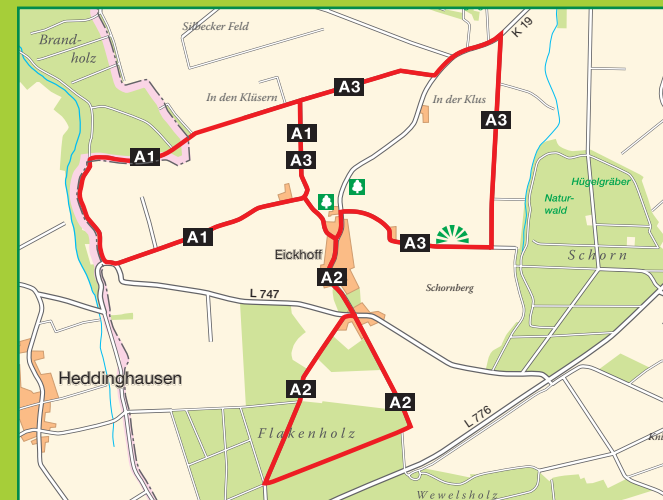 K 19
Silbecker Feld
Brand-
holz
A3
In den Klüsern
In der Klus
A1
A3
A3
A1
Hügelgräber
Natur-
wald
A1
A3
Schorn
Eickhoff
A2
Schornberg
L 747
Heddinghausen
A2
A2
L 776
Flakenholz
Wewelsholz